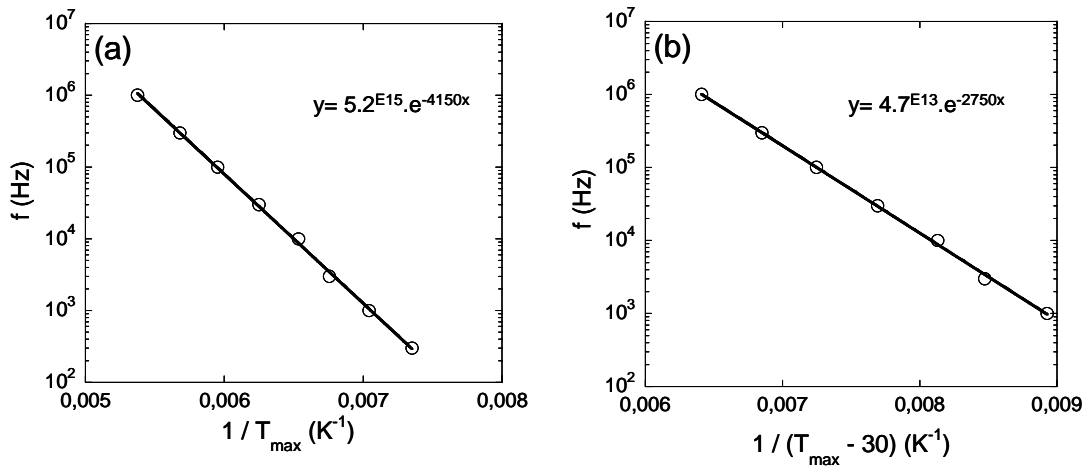 (a)
y= 5.2^E15.e^-4150x
10^7
10^6
10^5
10^4
10^3
10^2
f (Hz)
0,005 0,006 0,007 0,008
1 / T_max (K^-1)
(b)
y= 4.7^E13.e^-2750x
10^7
10^6
10^5
10^4
10^3
10^2
f (Hz)
0,006 0,007 0,008 0,009
1 / (T_max - 30) (K^-1)